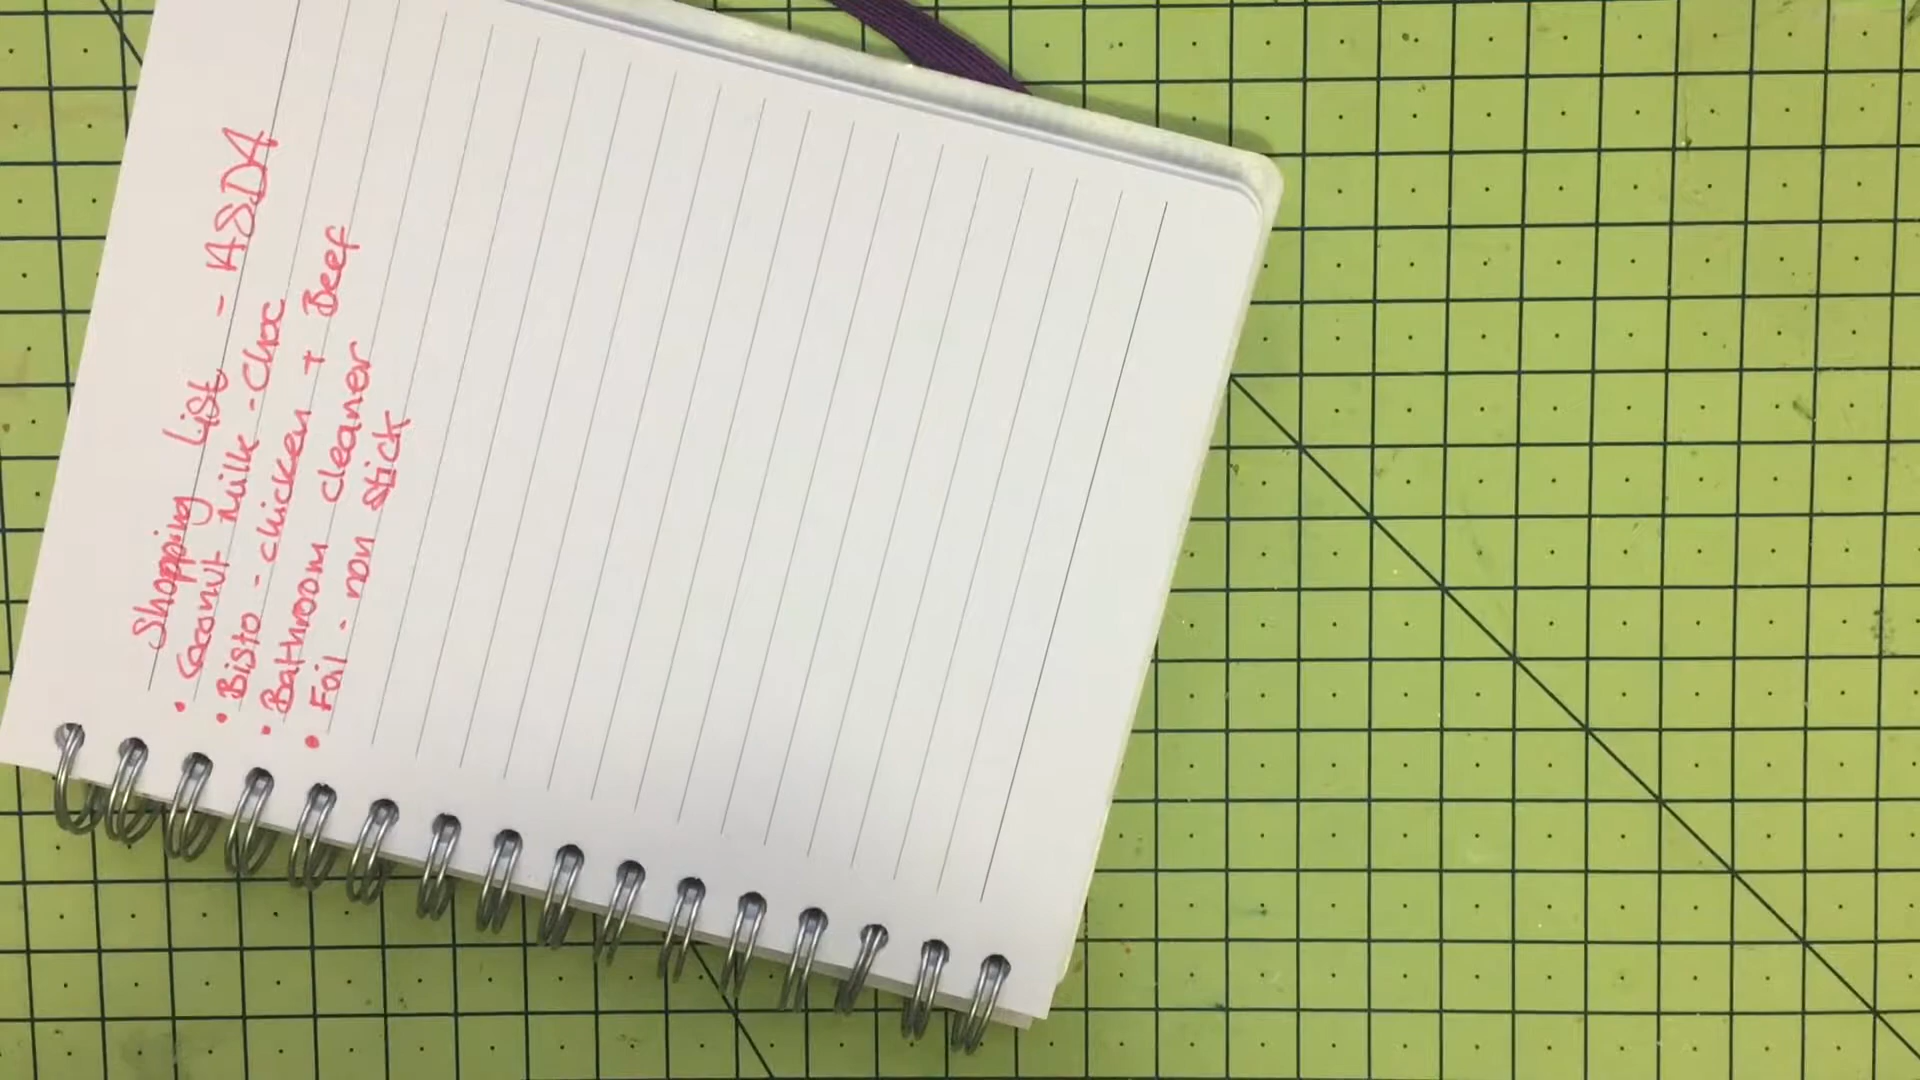 Shopping List - ASDA
• Coconut Milk - Choc
• Bisto - chicken + Beef
• Bathroom cleaner
• Foil - non stick